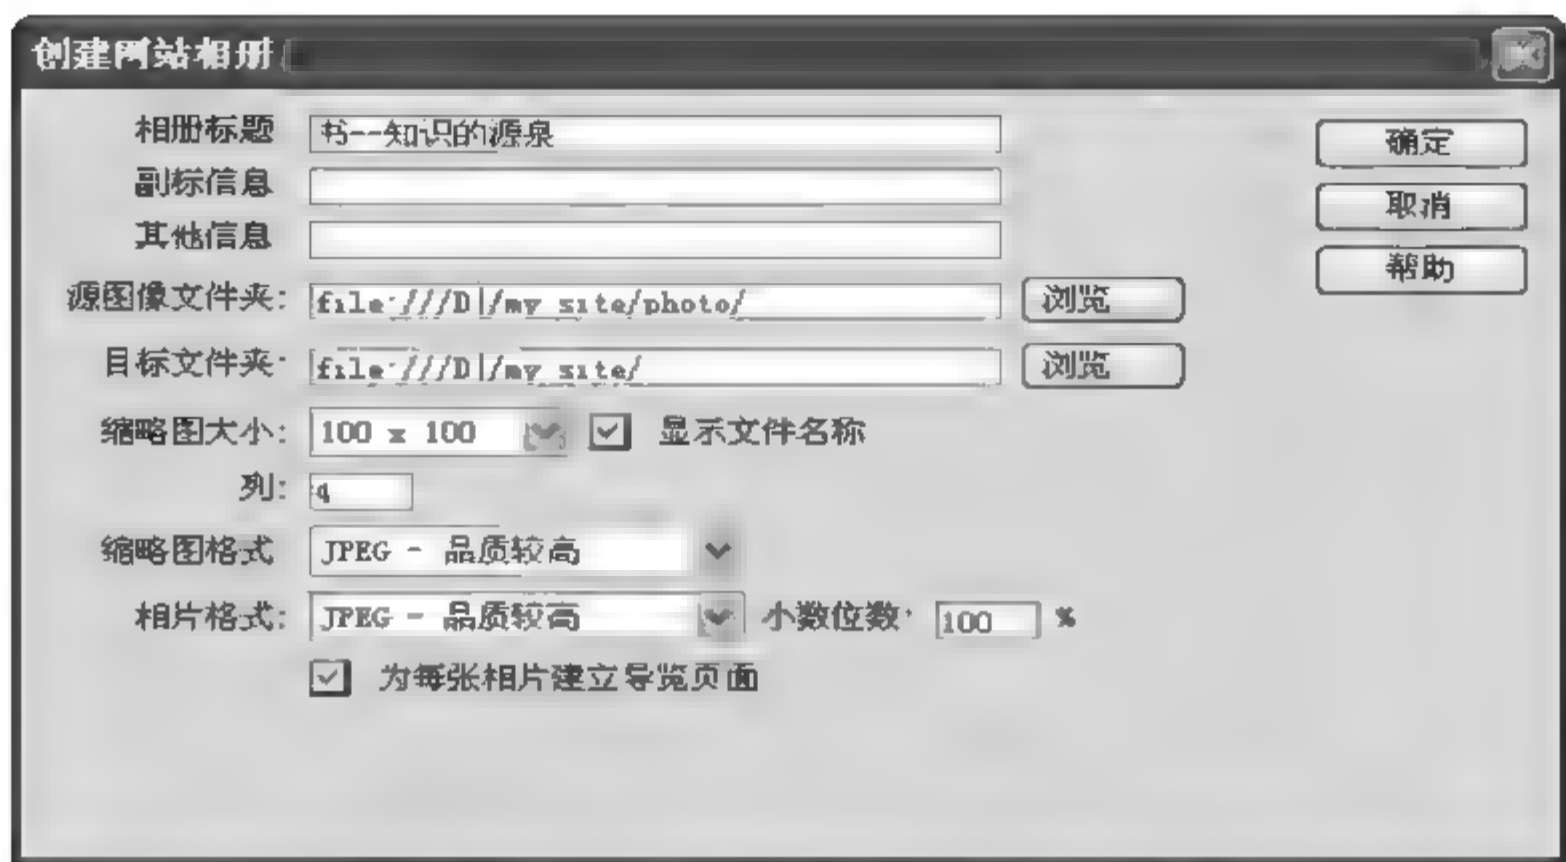 创建网站相册
相册标题 书--知识的源泉 确定
副标信息 取消
其他信息 帮助
源图像文件夹: file:///D|/my site/photo/ 浏览
目标文件夹: file:///D|/my site/ 浏览
缩略图大小: 100 x 100 显示文件名称
列:
缩略图格式 JPEG - 品质较高
相片格式: JPEG - 品质较高 小数位数: 100 %
为每张相片建立导览页面